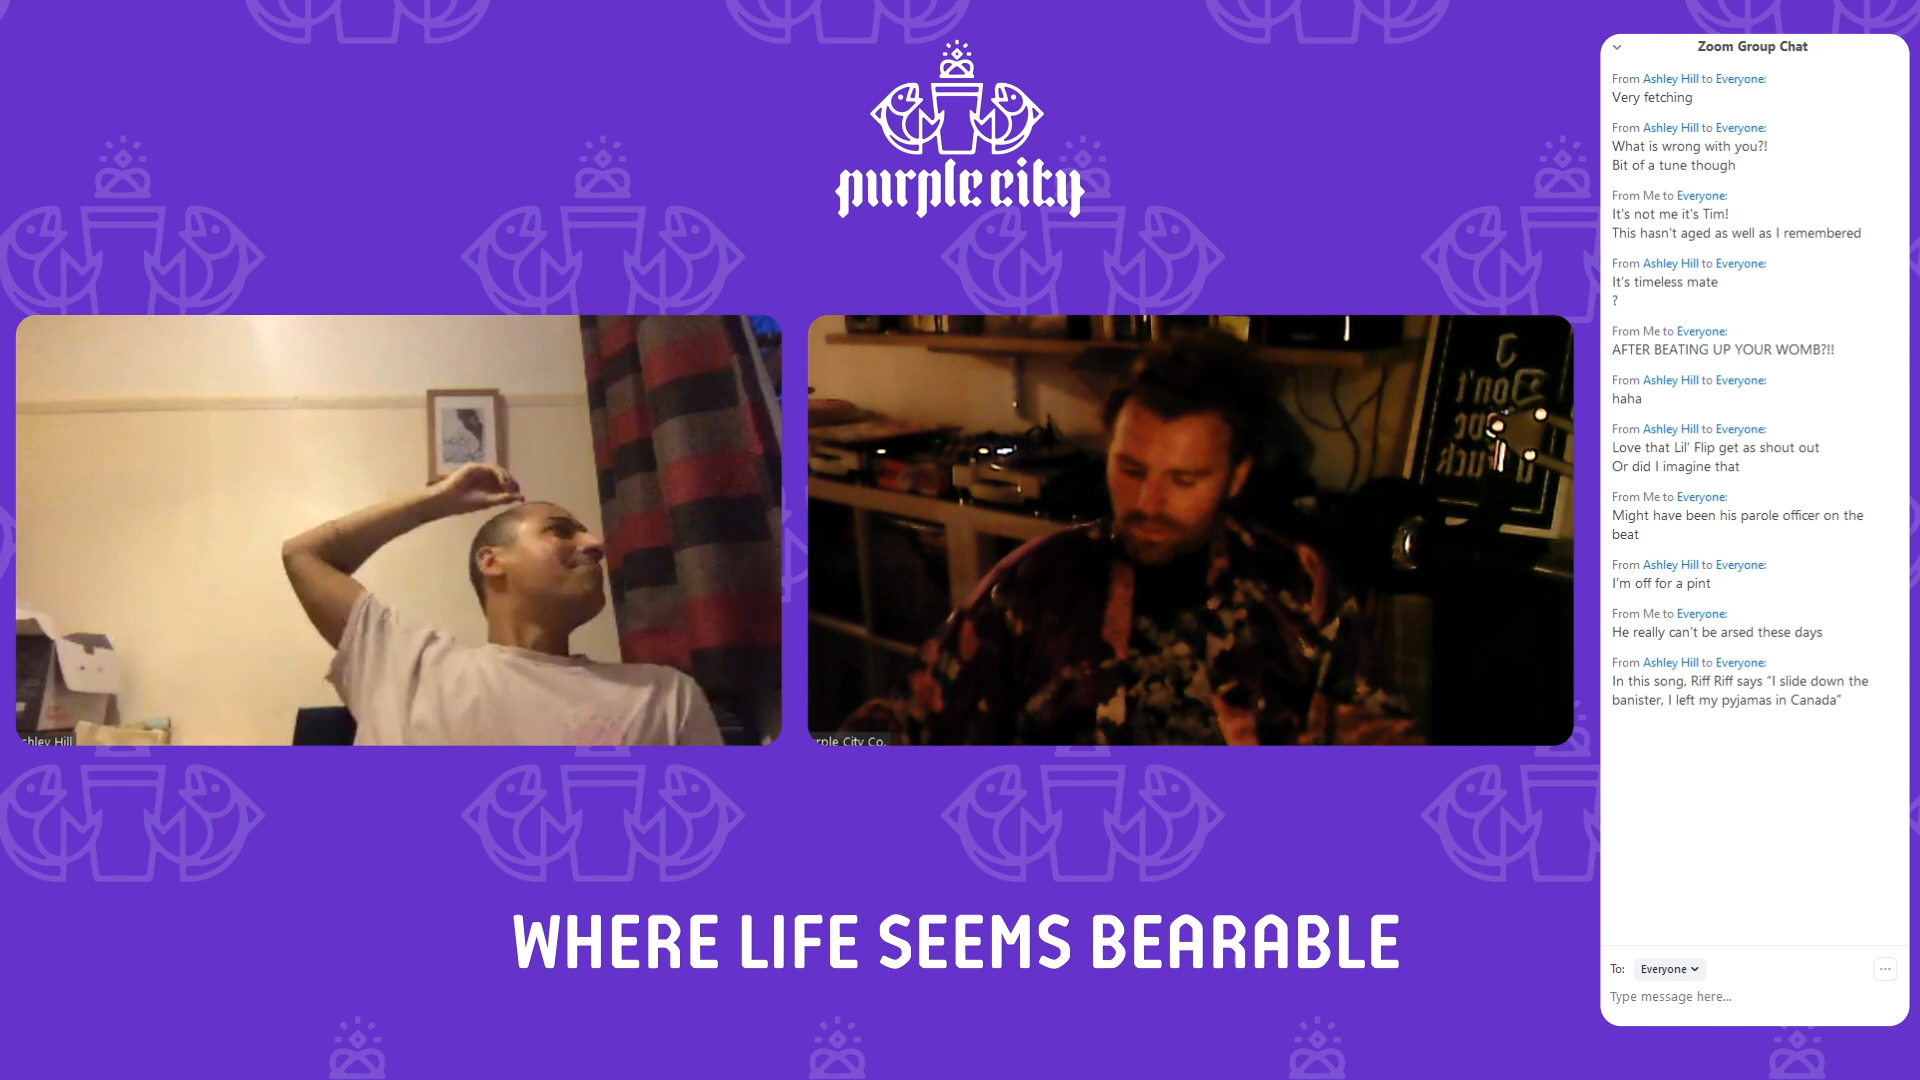 purple city
Zoom Group Chat
From Ashley Hill to Everyone:
Very fetching
From Ashley Hill to Everyone:
What is wrong with you?!
Bit of a tune though
From Me to Everyone:
It's not me it's Tim!
This hasn't aged as well as I remembered
From Ashley Hill to Everyone:
It's timeless mate
?
From Me to Everyone:
AFTER BEATING UP YOUR WOMB?!!
From Ashley Hill to Everyone:
haha
From Ashley Hill to Everyone:
Love that Lil' Flip get as shout out
Or did I imagine that
From Me to Everyone:
Might have been his parole officer on the
beat
From Ashley Hill to Everyone:
I'm off for a pint
From Me to Everyone:
He really can't be arsed these days
From Ashley Hill to Everyone:
In this song, Riff Riff says "I slide down the
banister, I left my pyjamas in Canada"
To: Everyone
Type message here...
Don't
hley Hill
rple City Co.
WHERE LIFE SEEMS BEARABLE